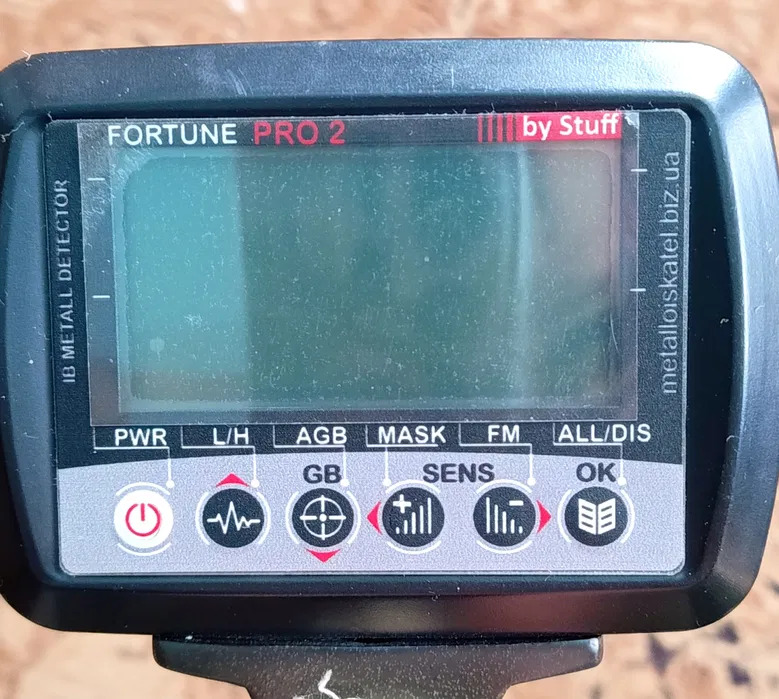 FORTUNE PRO 2
by Stuff
IB METALL DETECTOR
metalloiskatel.biz.ua
PWR L/H AGB MASK FM ALL/DIS
GB SENS OK